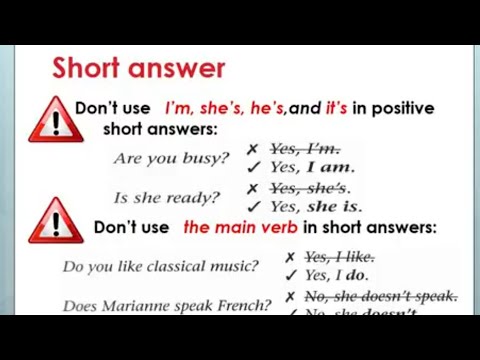 Short answer
Don't use I'm, she's, he's,and it's in positive
short answers:
Are you busy? ✗ Yes, I'm.
✓ Yes, I am.
Is she ready? ✗ Yes, she's.
✓ Yes, she is.
Don't use the main verb in short answers:
Do you like classical music? ✗ Yes, I like.
✓ Yes, I do.
Does Marianne speak French? ✗ No, she doesn't speak.
✓ No, she doesn't